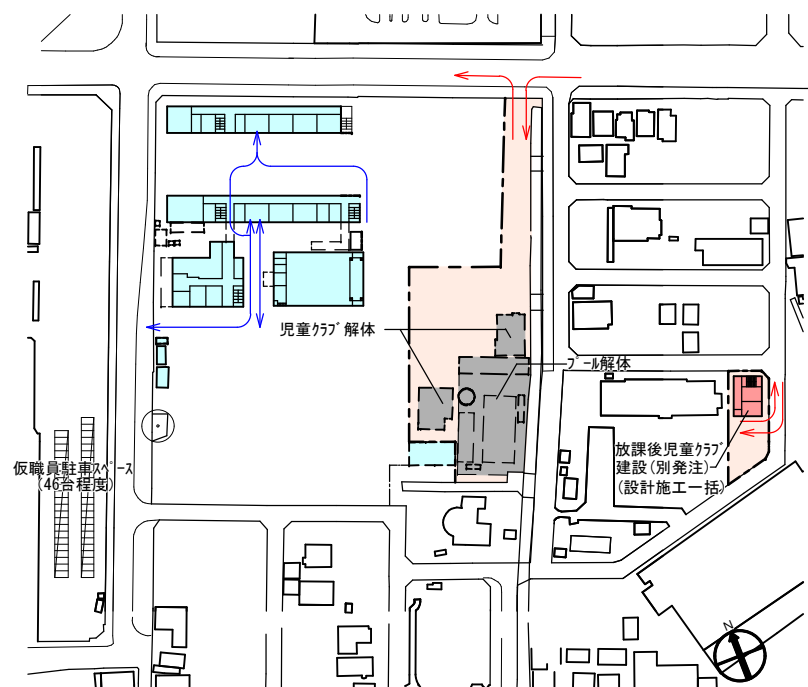 児童クラブ解体
プール解体
放課後児童クラブ
建設(別発注)
(設計施工一括)
仮職員駐車スペース
(46台程度)
N